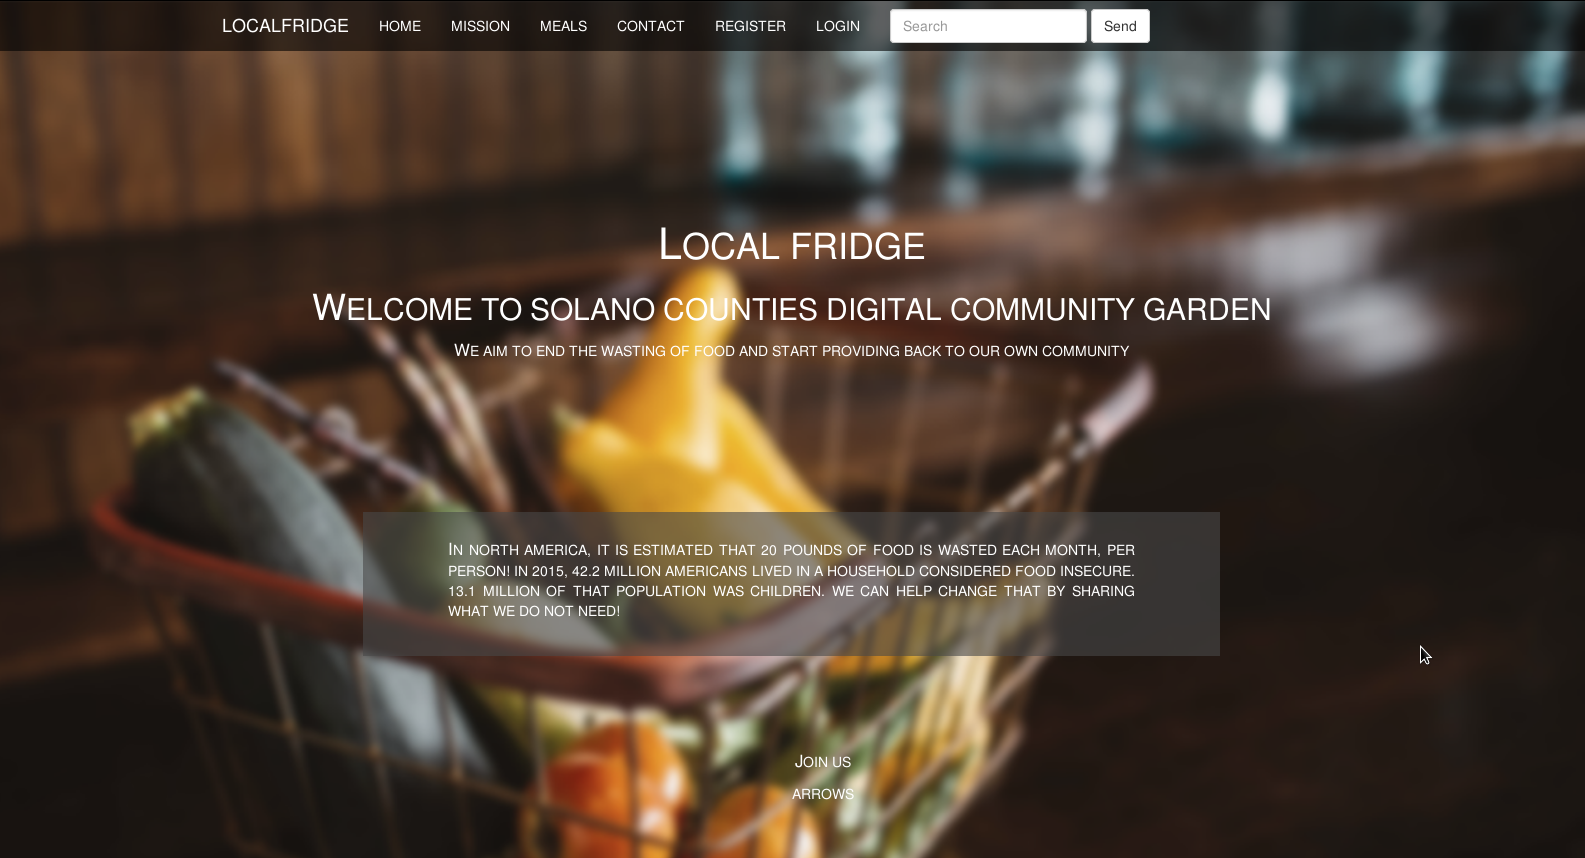 LOCALFRIDGE HOME MISSION MEALS CONTACT REGISTER LOGIN Search Send
LOCAL FRIDGE
WELCOME TO SOLANO COUNTIES DIGITAL COMMUNITY GARDEN
WE AIM TO END THE WASTING OF FOOD AND START PROVIDING BACK TO OUR OWN COMMUNITY
IN NORTH AMERICA, IT IS ESTIMATED THAT 20 POUNDS OF FOOD IS WASTED EACH MONTH, PER
PERSON! IN 2015, 42.2 MILLION AMERICANS LIVED IN A HOUSEHOLD CONSIDERED FOOD INSECURE.
13.1 MILLION OF THAT POPULATION WAS CHILDREN. WE CAN HELP CHANGE THAT BY SHARING
WHAT WE DO NOT NEED!
JOIN US
ARROWS